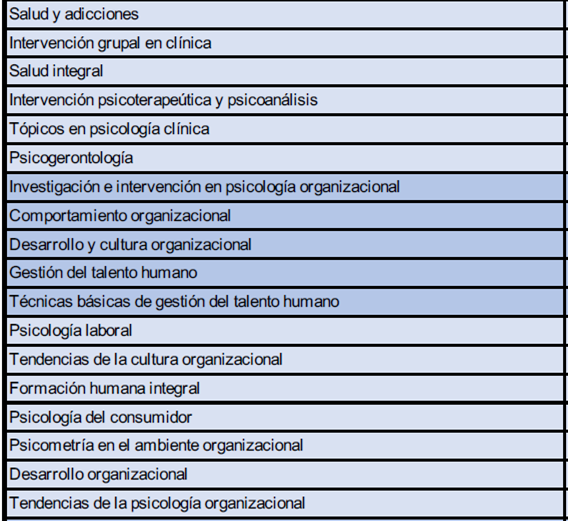 Salud y adicciones
Intervención grupal en clínica
Salud integral
Intervención psicoterapeútica y psicoanálisis
Tópicos en psicología clínica
Psicogerontología
Investigación e intervención en psicología organizacional
Comportamiento organizacional
Desarrollo y cultura organizacional
Gestión del talento humano
Técnicas básicas de gestión del talento humano
Psicología laboral
Tendencias de la cultura organizacional
Formación humana integral
Psicología del consumidor
Psicometría en el ambiente organizacional
Desarrollo organizacional
Tendencias de la psicología organizacional